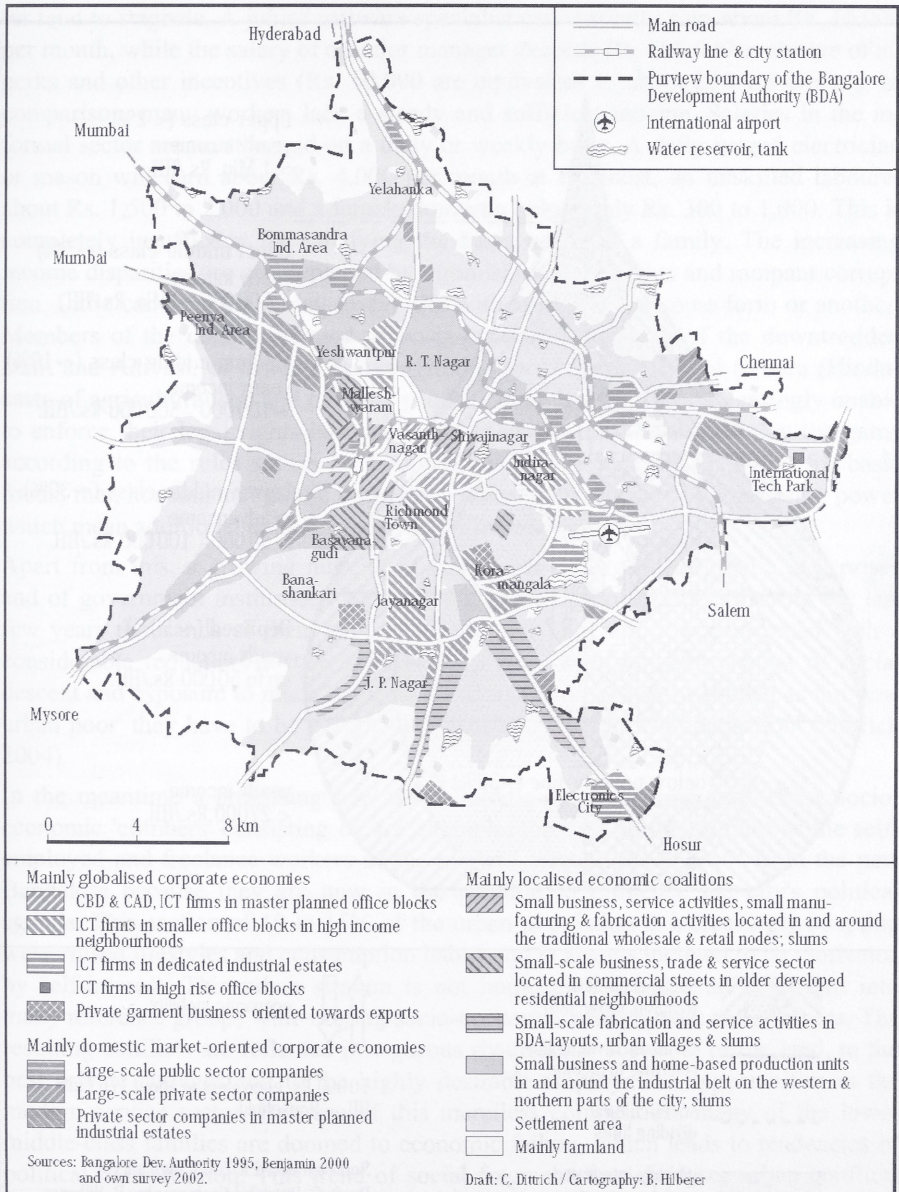 Hyderabad
Main road
Railway line & city station
Purview boundary of the Bangalore
Development Authority (BDA)
International airport
Water reservoir, tank
Mumbai
Yelahanka
Bommasandra
Ind. Area
Mumbai
Peenya
Ind. Area
Yeshwantpur
R. T. Nagar
Chennai
Mallesh-
waram
Vasanth-
nagar
Shivajinagar
Indira-
nagar
International
Tech Park
Richmond
Town
Basavana-
gudi
Bana-
shankari
Kora-
mangala
Jayanagar
Salem
J. P. Nagar
Mysore
Electronics
City
0 4 8 km
Hosur
Mainly globalised corporate economies
CBD & CAD, ICT firms in master planned office blocks
ICT firms in smaller office blocks in high income
neighbourhoods
ICT firms in dedicated industrial estates
ICT firms in high rise office blocks
Private garment business oriented towards exports
Mainly domestic market-oriented corporate economies
Large-scale public sector companies
Large-scale private sector companies
Private sector companies in master planned
industrial estates
Sources: Bangalore Dev. Authority 1995, Benjamin 2000
and own survey 2002.
Mainly localised economic coalitions
Small business, service activities, small manu-
facturing & fabrication activities located in and around
the traditional wholesale & retail nodes; slums
Small-scale business, trade & service sector
located in commercial streets in older developed
residential neighbourhoods
Small-scale fabrication and service activities in
BDA-layouts, urban villages & slums
Small business and home-based production units
in and around the industrial belt on the western &
northern parts of the city; slums
Settlement area
Mainly farmland
Draft: C. Dittrich / Cartography: B. Hilberer